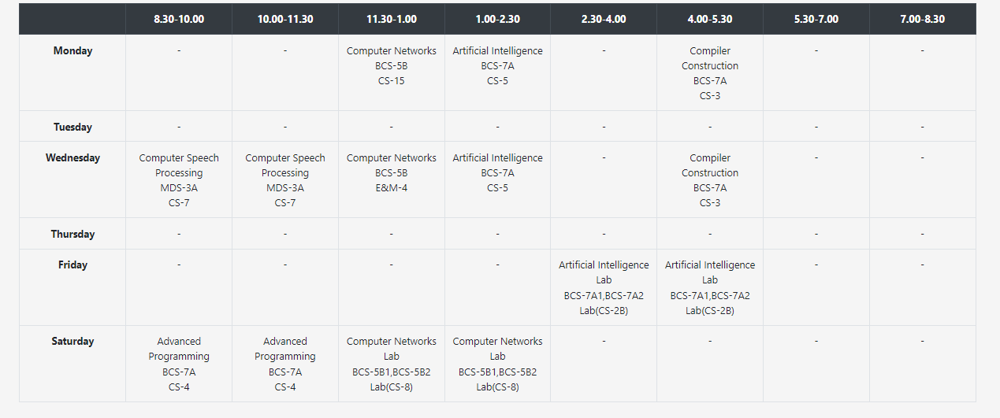 8.30-10.00 10.00-11.30 11.30-1.00 1.00-2.30 2.30-4.00 4.00-5.30 5.30-7.00 7.00-8.30
Monday - - Computer Networks Artificial Intelligence - Compiler - -
BCS-5B BCS-7A Construction
CS-15 CS-5 BCS-7A
CS-3
Tuesday - - - - - - - -
Wednesday Computer Speech Computer Speech Computer Networks Artificial Intelligence - Compiler - -
Processing Processing BCS-5B BCS-7A Construction
MDS-3A MDS-3A E&M-4 CS-5 BCS-7A
CS-7 CS-7 CS-3
Thursday - - - - - - - -
Friday - - - - Artificial Intelligence Artificial Intelligence - -
Lab Lab
BCS-7A1,BCS-7A2 BCS-7A1,BCS-7A2
Lab(CS-2B) Lab(CS-2B)
Saturday Advanced Advanced Computer Networks Computer Networks - - - -
Programming Programming Lab Lab
BCS-7A BCS-7A BCS-5B1,BCS-5B2 BCS-5B1,BCS-5B2
CS-4 CS-4 Lab(CS-8) Lab(CS-8)